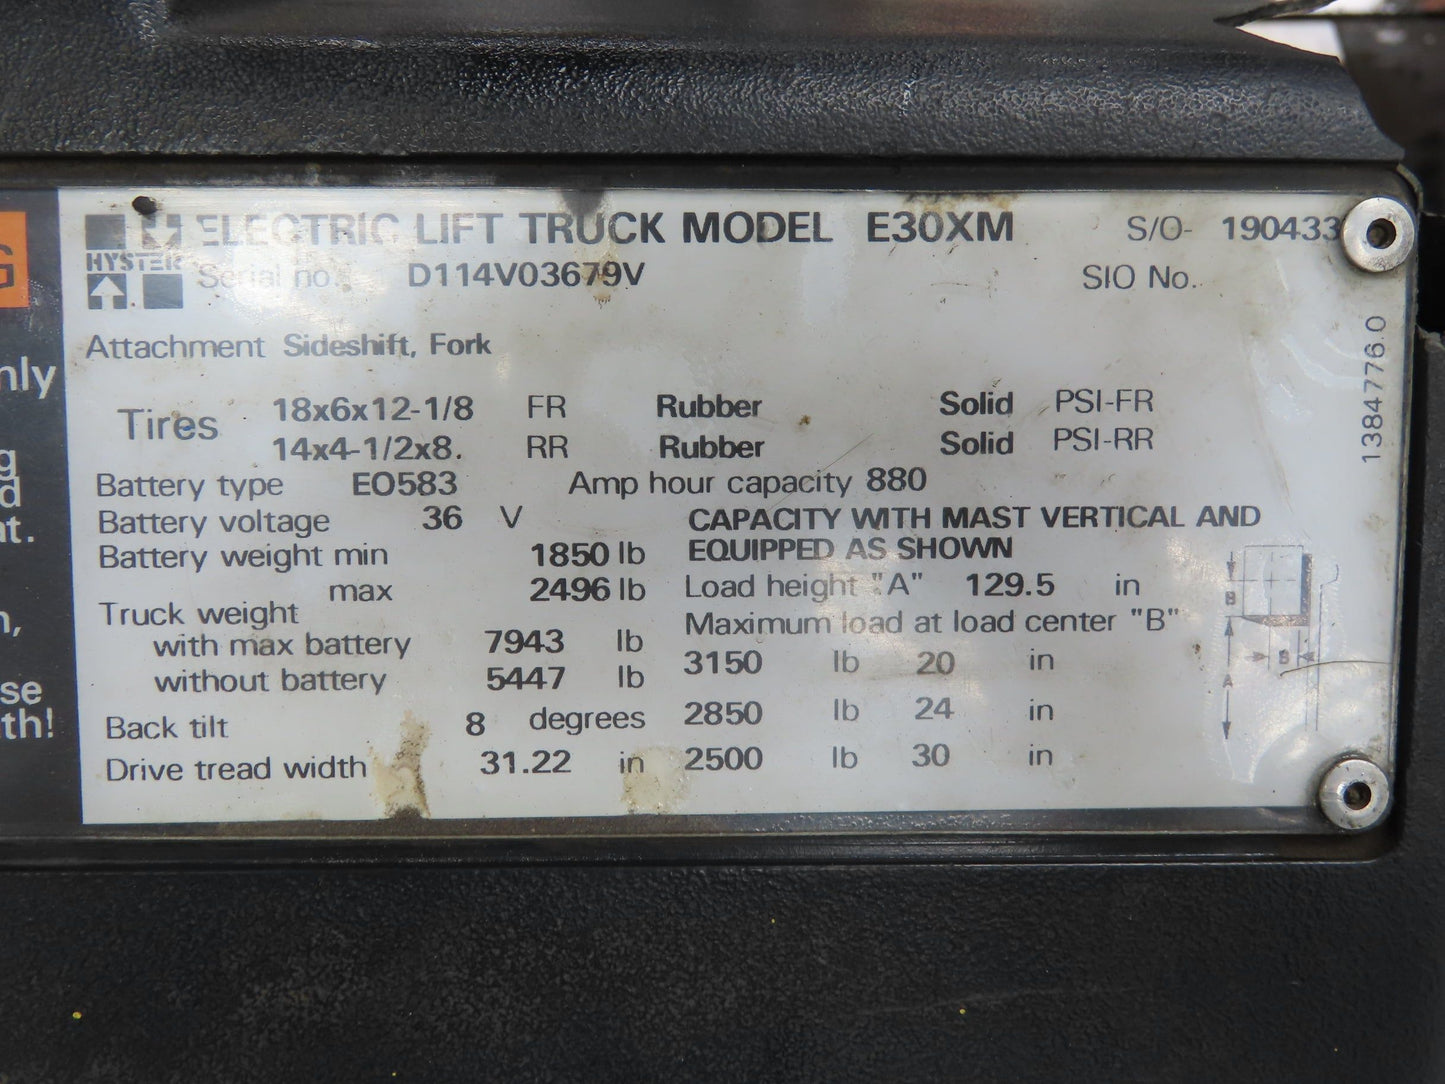 ELECTRIC LIFT TRUCK MODEL E30XM S/O- 190433
HYSTER
Serial no. D114V03679V SIO No.
Attachment Sideshift, Fork
1384776.0
Tires 18x6x12-1/8 FR Rubber Solid PSI-FR
14x4-1/2x8. RR Rubber Solid PSI-RR
Battery type EO583 Amp hour capacity 880
Battery voltage 36 V CAPACITY WITH MAST VERTICAL AND
Battery weight min 1850 lb EQUIPPED AS SHOWN
max 2496 lb Load height "A" 129.5 in
Truck weight Maximum load at load center "B"
with max battery 7943 lb 3150 lb 20 in
without battery 5447 lb
Back tilt 8 degrees 2850 lb 24 in
Drive tread width 31.22 in 2500 lb 30 in
B
B
A
G
nly
g
d
nt.
n,
se
th!